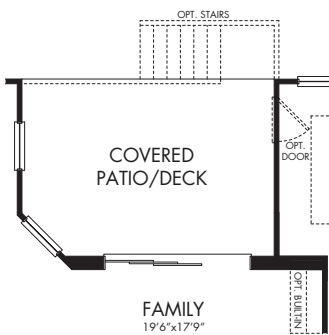 OPT. STAIRS
COVERED
PATIO/DECK
OPT.
DOOR
FAMILY
19'6"x17'9"
OPT. BUILT-IN